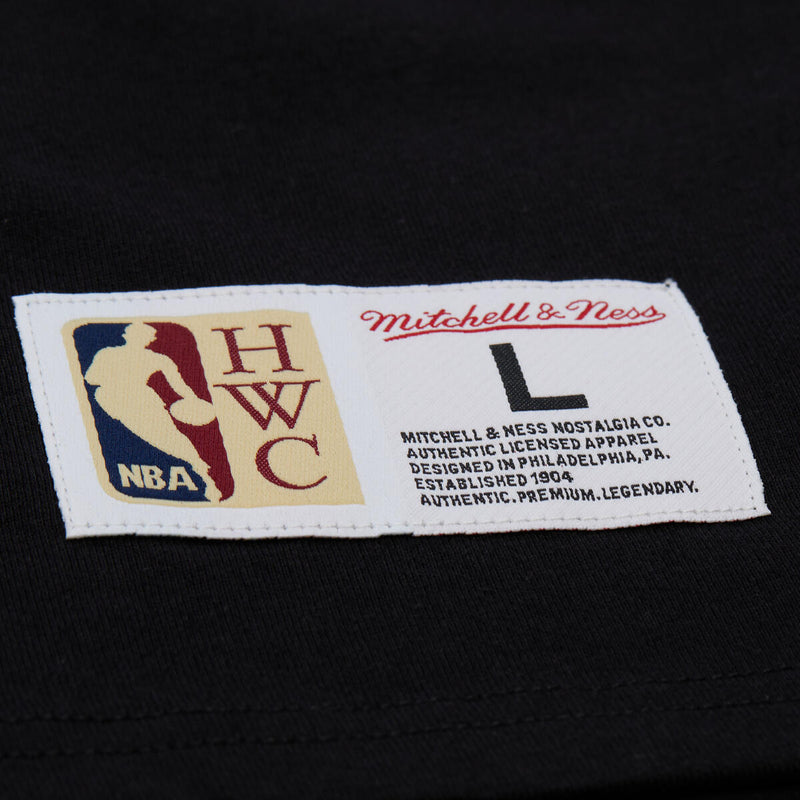 NBA
H
W
C
Mitchell & Ness
L
MITCHELL & NESS NOSTALGIA CO.
AUTHENTIC LICENSED APPAREL
DESIGNED IN PHILADELPHIA, PA.
ESTABLISHED 1904
AUTHENTIC.PREMIUM.LEGENDARY.